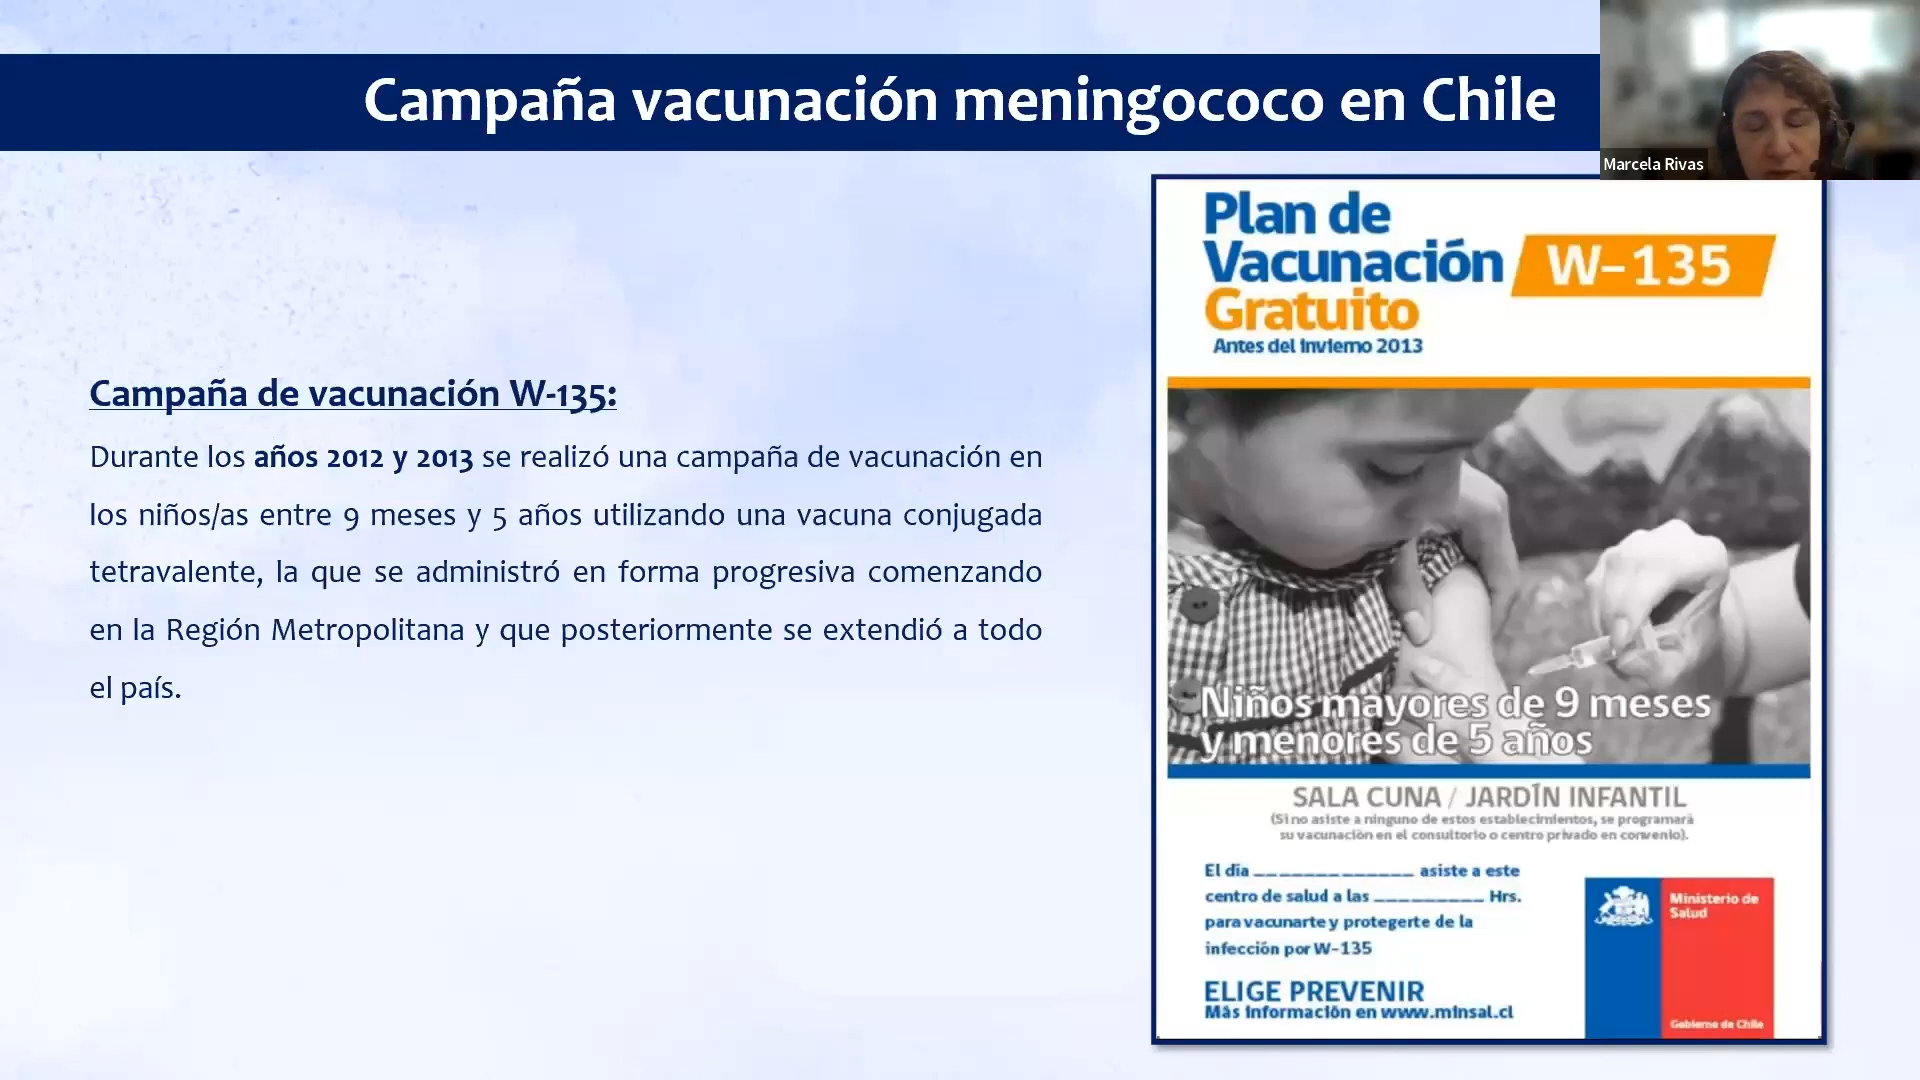 Campaña vacunación meningococo en Chile
Marcela Rivas
Campaña de vacunación W-135:
Durante los años 2012 y 2013 se realizó una campaña de vacunación en
los niños/as entre 9 meses y 5 años utilizando una vacuna conjugada
tetravalente, la que se administró en forma progresiva comenzando
en la Región Metropolitana y que posteriormente se extendió a todo
el país.
Plan de
Vacunación
W-135
Gratuito
Antes del Invierno 2013
Niños mayores de 9 meses
y menores de 5 años
SALA CUNA / JARDÍN INFANTIL
(Si no asiste a ninguno de estos establecimientos, se programará
su vacunación en el consultorio o centro privado en convenio).
El día _____________ asiste a este
centro de salud a las _________ Hrs.
para vacunarte y protegerte de la
infección por W-135
ELIGE PREVENIR
Más información en www.minsal.cl
Ministerio de
Salud
Gobierno de Chile